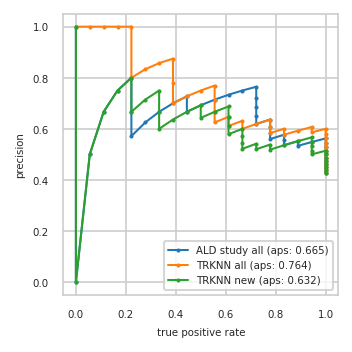 1.0
0.8
0.6
0.4
0.2
0.0
precision
ALD study all (aps: 0.665)
TRKNN all (aps: 0.764)
TRKNN new (aps: 0.632)
0.0 0.2 0.4 0.6 0.8 1.0
true positive rate